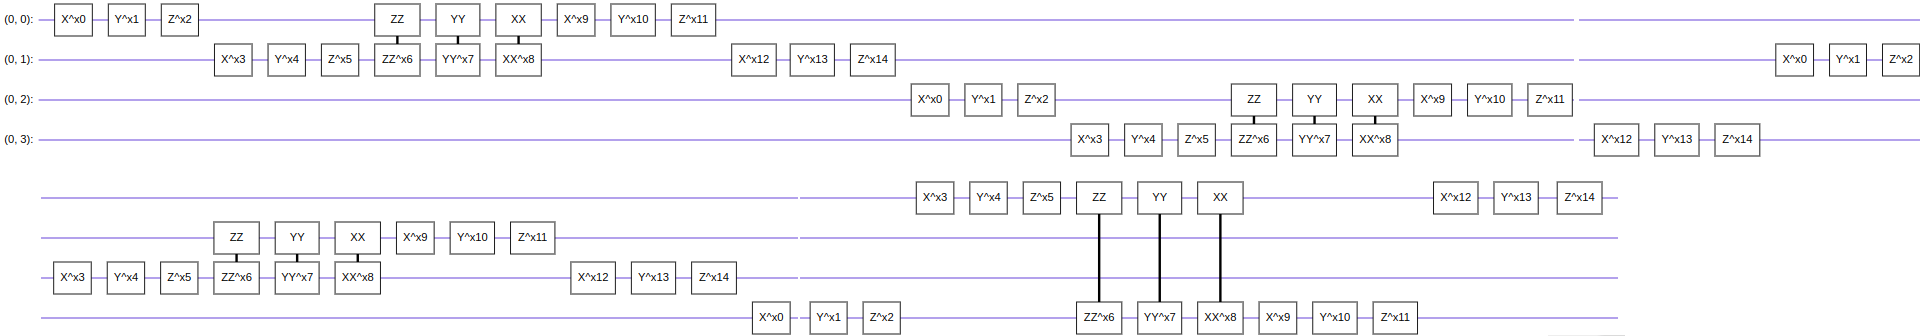 (0, 0): X^x0 Y^x1 Z^x2 ZZ YY XX X^x9 Y^x10 Z^x11
(0, 1): X^x3 Y^x4 Z^x5 ZZ^x6 YY^x7 XX^x8 X^x12 Y^x13 Z^x14 X^x0 Y^x1 Z^x2
(0, 2): X^x0 Y^x1 Z^x2 ZZ YY XX X^x9 Y^x10 Z^x11
(0, 3): X^x3 Y^x4 Z^x5 ZZ^x6 YY^x7 XX^x8 X^x12 Y^x13 Z^x14
X^x3 Y^x4 Z^x5 ZZ YY XX X^x12 Y^x13 Z^x14
ZZ YY XX X^x9 Y^x10 Z^x11
X^x3 Y^x4 Z^x5 ZZ^x6 YY^x7 XX^x8 X^x12 Y^x13 Z^x14
X^x0 Y^x1 Z^x2 ZZ^x6 YY^x7 XX^x8 X^x9 Y^x10 Z^x11